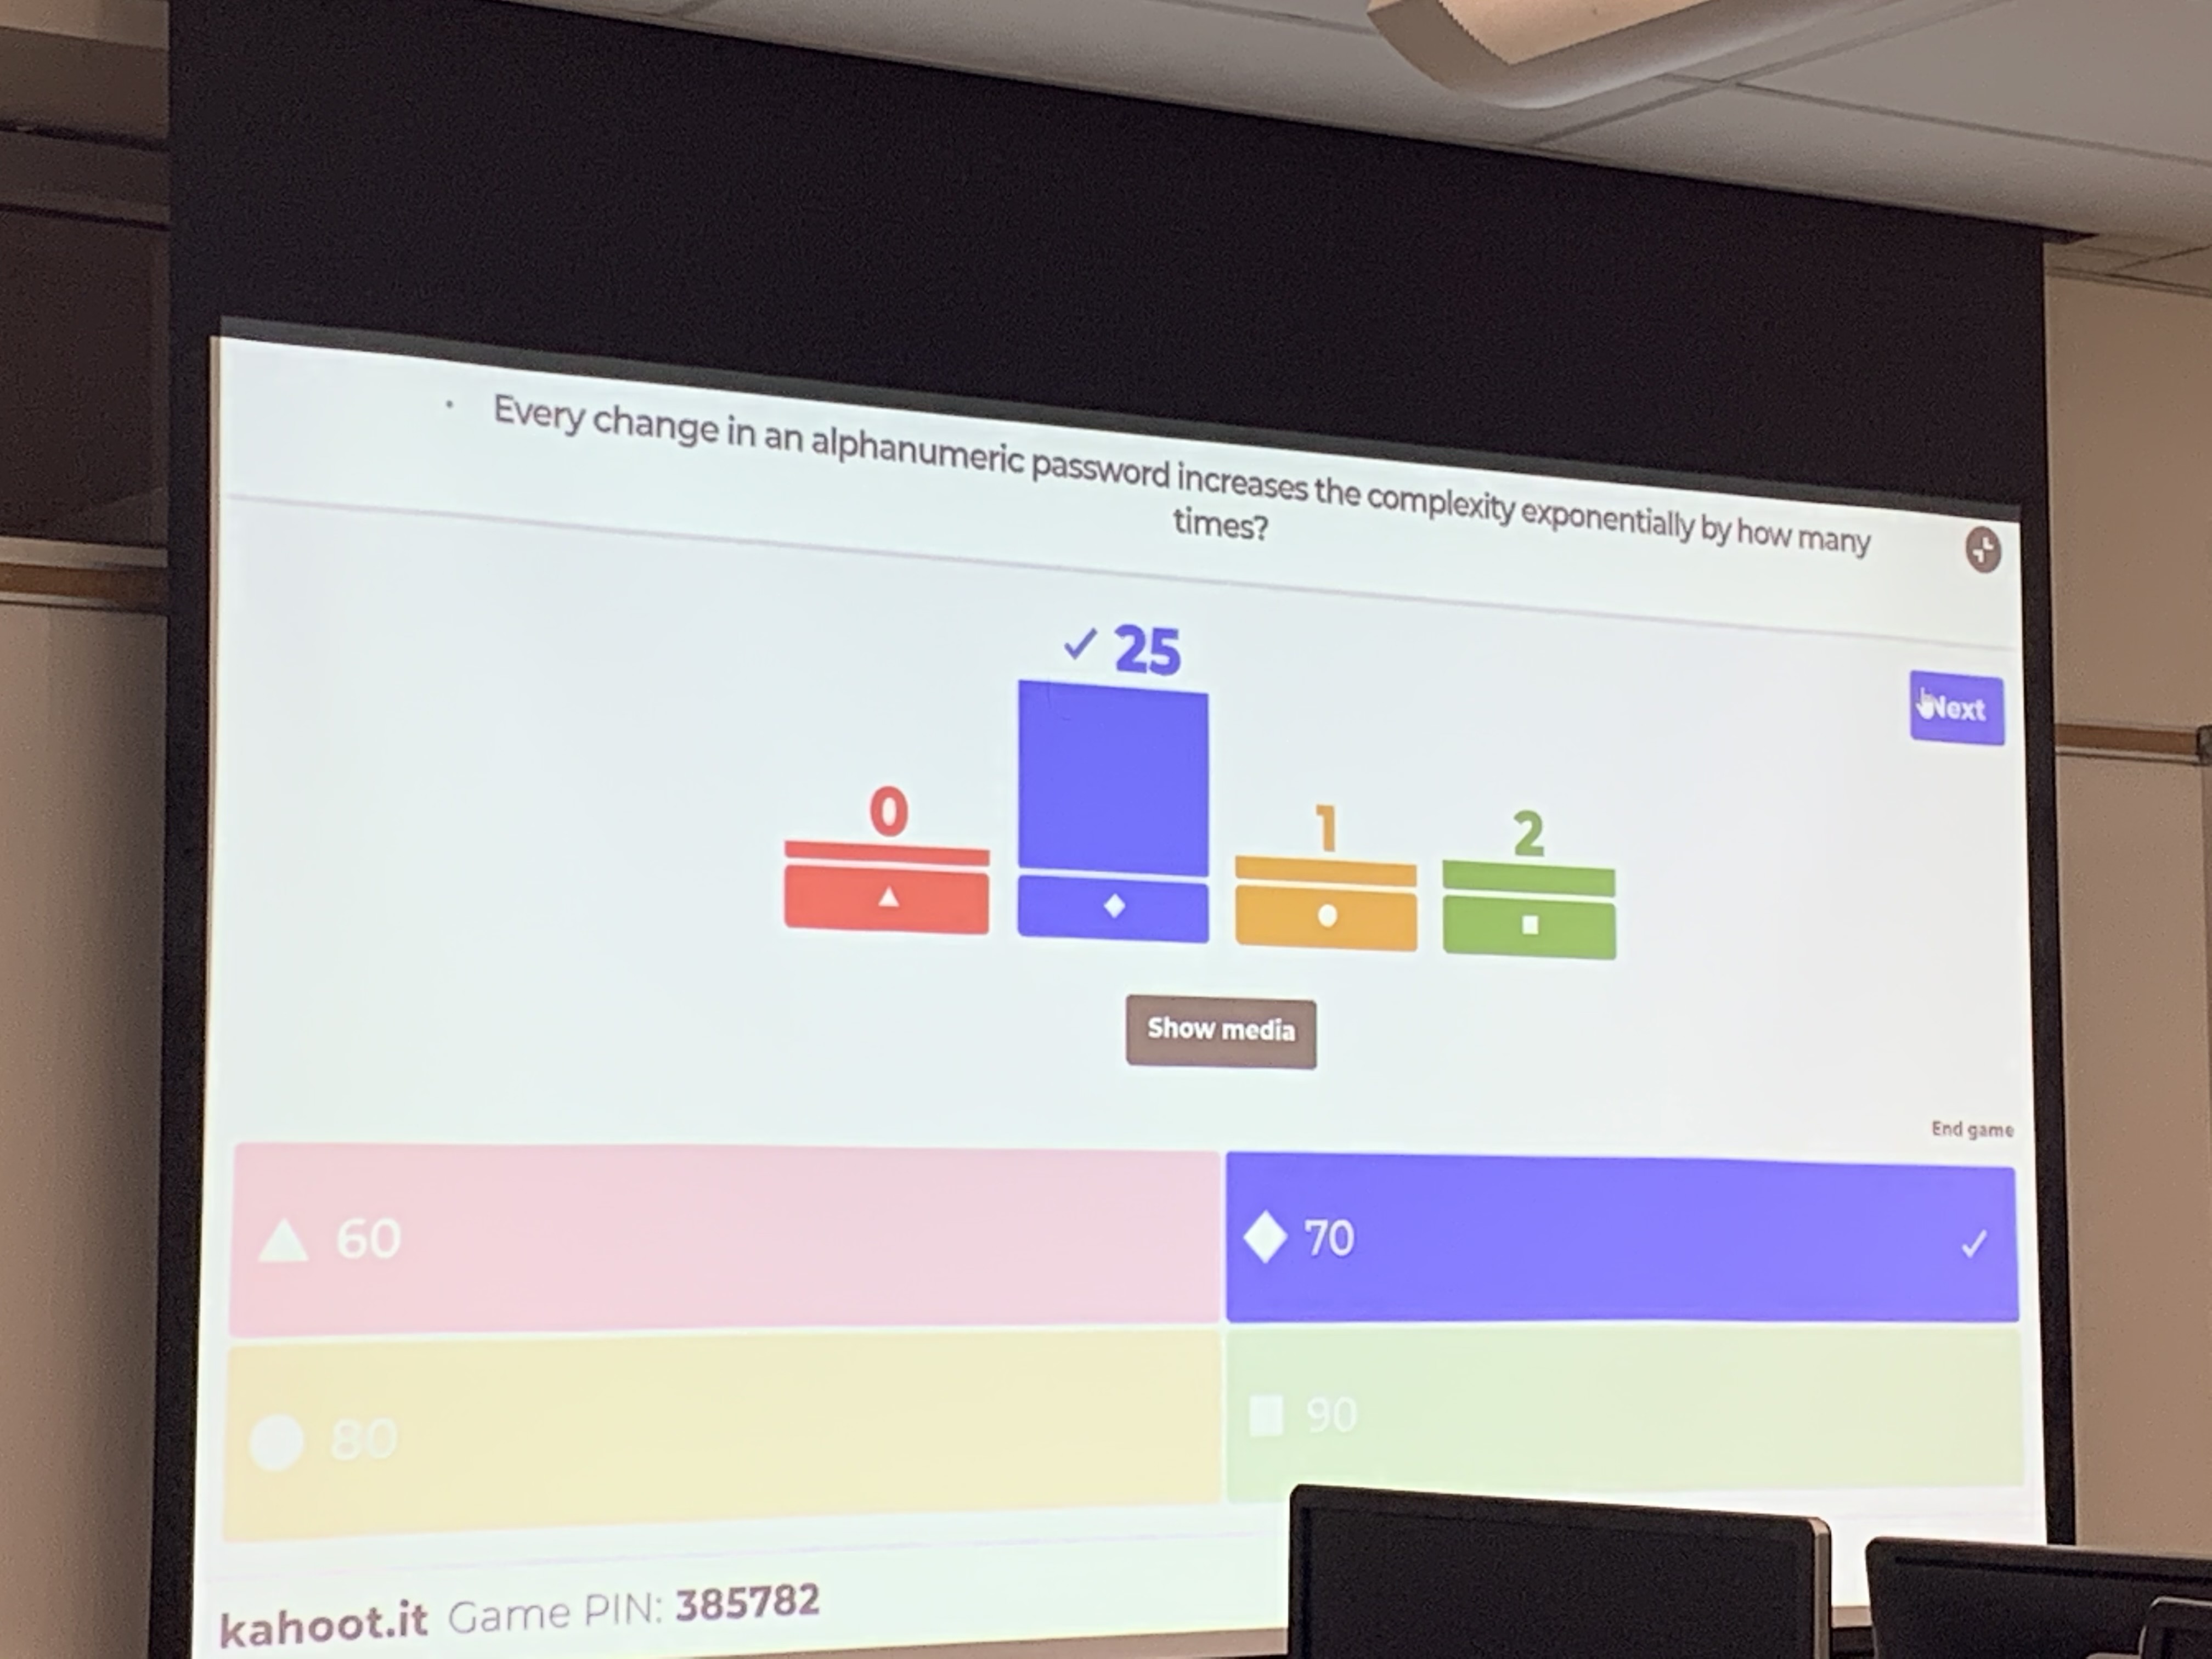 Every change in an alphanumeric password increases the complexity exponentially by how many
times?
✓ 25
Next
0
1
2
Show media
End game
60
70
80
90
kahoot.it Game PIN: 385782